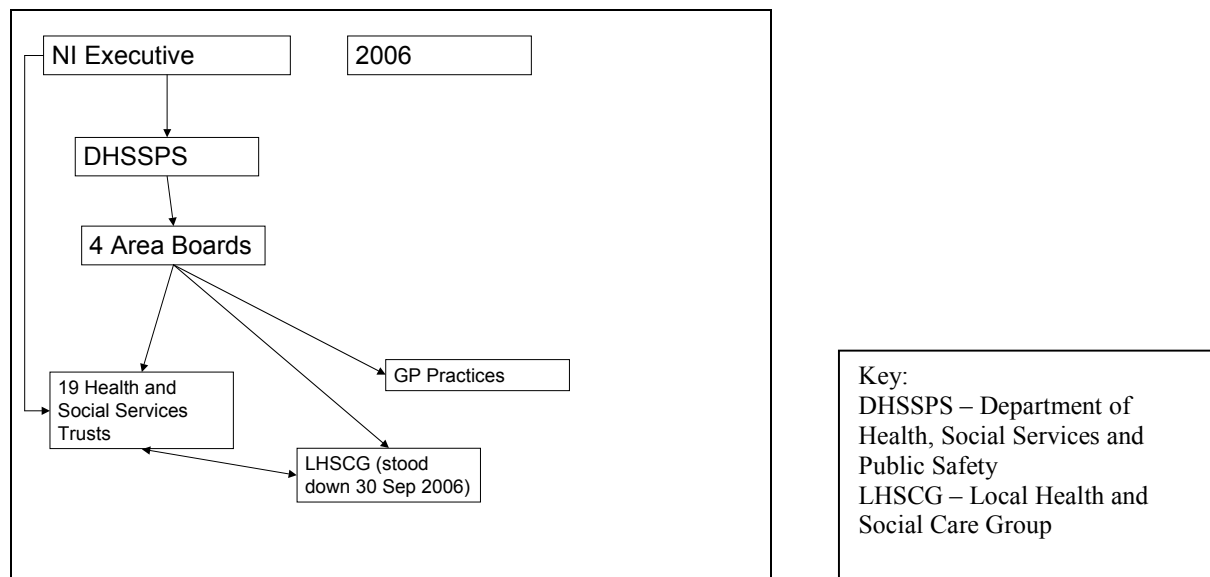 NI Executive
2006
DHSSPS
4 Area Boards
GP Practices
19 Health and
Social Services
Trusts
LHSCG (stood
down 30 Sep 2006)
Key:
DHSSPS – Department of
Health, Social Services and
Public Safety
LHSCG – Local Health and
Social Care Group